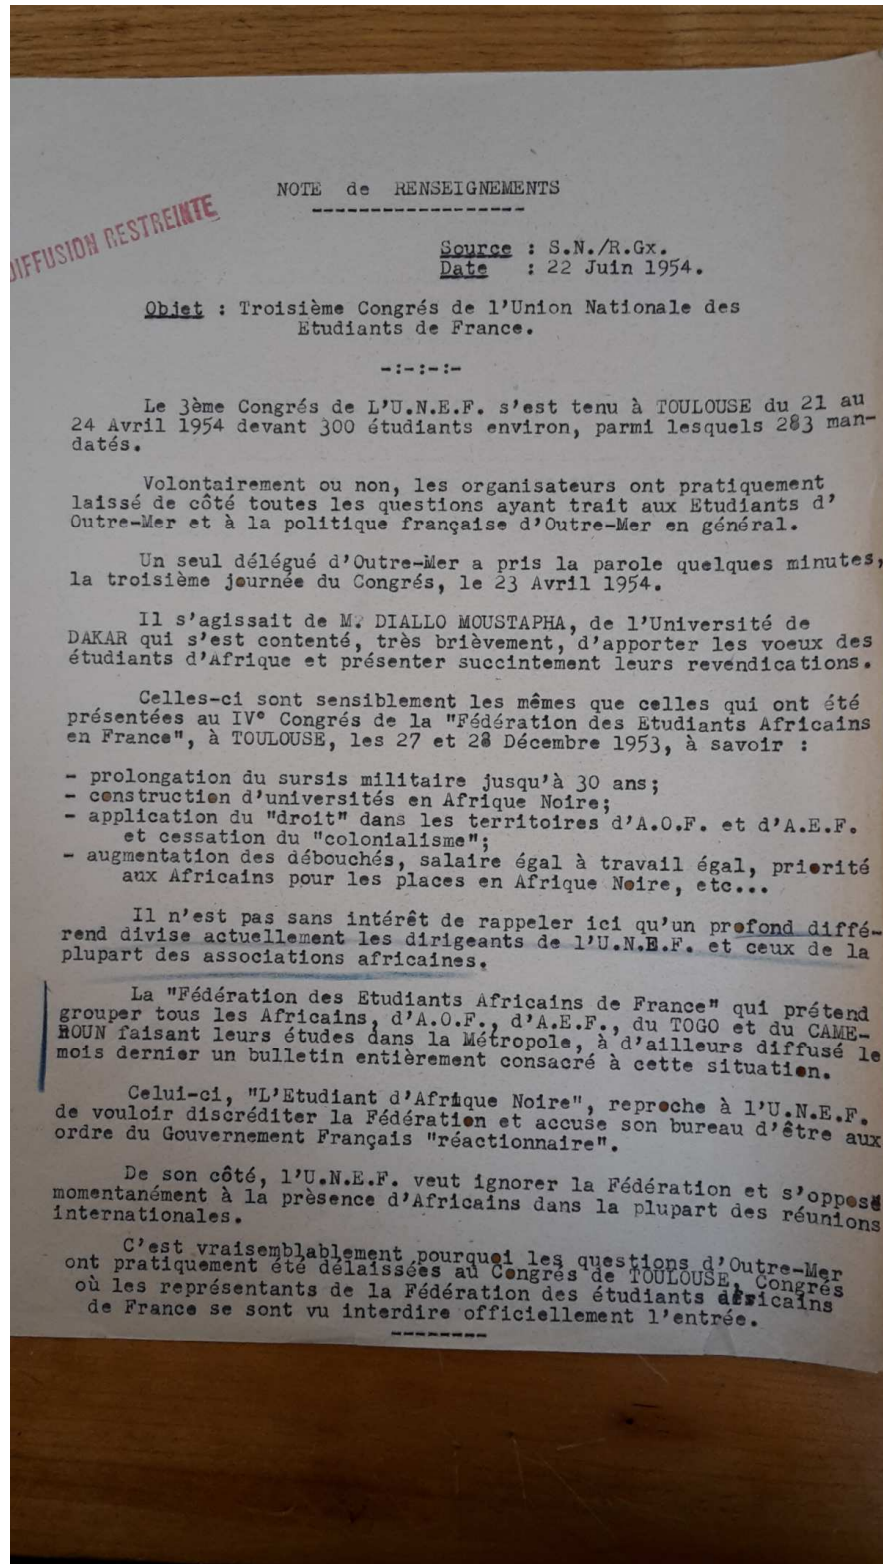 NOTE de RENSEIGNEMENTS
------------------
DIFFUSION RESTREINTE
Source : S.N./R.Gx.
Date : 22 Juin 1954.
Objet : Troisième Congrés de l'Union Nationale des
Etudiants de France.
-:-:-:-
Le 3ème Congrés de L'U.N.E.F. s'est tenu à TOULOUSE du 21 au
24 Avril 1954 devant 300 étudiants environ, parmi lesquels 283 man-
datés.
Volontairement ou non, les organisateurs ont pratiquement
laissé de côté toutes les questions ayant trait aux Etudiants d'
Outre-Mer et à la politique française d'Outre-Mer en général.
Un seul délégué d'Outre-Mer a pris la parole quelques minutes,
la troisième journée du Congrés, le 23 Avril 1954.
Il s'agissait de M. DIALLO MOUSTAPHA, de l'Université de
DAKAR qui s'est contenté, très brièvement, d'apporter les voeux des
étudiants d'Afrique et présenter succintement leurs revendications.
Celles-ci sont sensiblement les mêmes que celles qui ont été
présentées au IV° Congrés de la "Fédération des Etudiants Africains
en France", à TOULOUSE, les 27 et 28 Décembre 1953, à savoir :
- prolongation du sursis militaire jusqu'à 30 ans;
- construction d'universités en Afrique Noire;
- application du "droit" dans les territoires d'A.O.F. et d'A.E.F.
et cessation du "colonialisme";
- augmentation des débouchés, salaire égal à travail égal, priorité
aux Africains pour les places en Afrique Noire, etc...
Il n'est pas sans intérêt de rappeler ici qu'un profond diffé-
rend divise actuellement les dirigeants de l'U.N.E.F. et ceux de la
plupart des associations africaines.
La "Fédération des Etudiants Africains de France" qui prétend
grouper tous les Africains, d'A.O.F., d'A.E.F., du TOGO et du CAME-
ROUN faisant leurs études dans la Métropole, à d'ailleurs diffusé le
mois dernier un bulletin entièrement consacré à cette situation.
Celui-ci, "L'Etudiant d'Afrique Noire", reproche à l'U.N.E.F.
de vouloir discréditer la Fédération et accuse son bureau d'être aux
ordre du Gouvernement Français "réactionnaire".
De son côté, l'U.N.E.F. veut ignorer la Fédération et s'oppose
momentanément à la prèsence d'Africains dans la plupart des réunions
internationales.
C'est vraisemblablement pourquoi les questions d'Outre-Mer
ont pratiquement été délaissées au Congrés de TOULOUSE, Congrés
où les représentants de la Fédération des étudiants africains
de France se sont vu interdire officiellement l'entrée.
--------